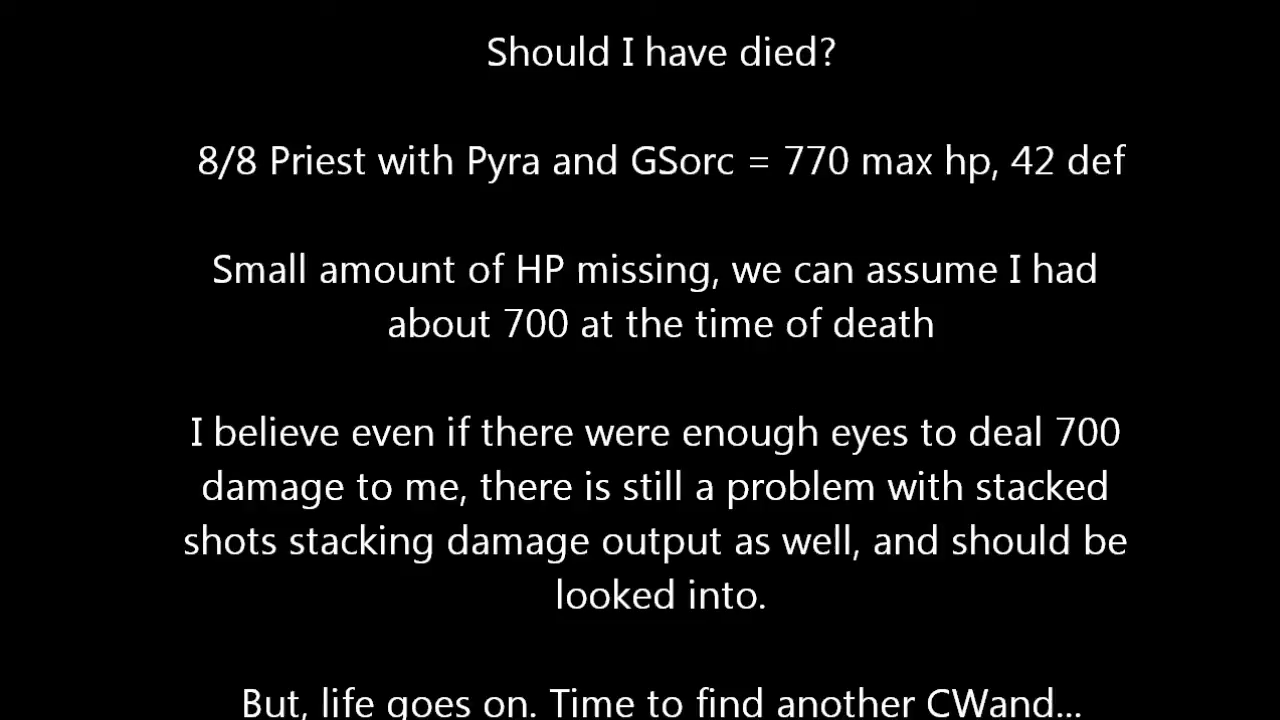 Should I have died?
8/8 Priest with Pyra and GSorc = 770 max hp, 42 def
Small amount of HP missing, we can assume I had
about 700 at the time of death
I believe even if there were enough eyes to deal 700
damage to me, there is still a problem with stacked
shots stacking damage output as well, and should be
looked into.
But, life goes on. Time to find another CWand...